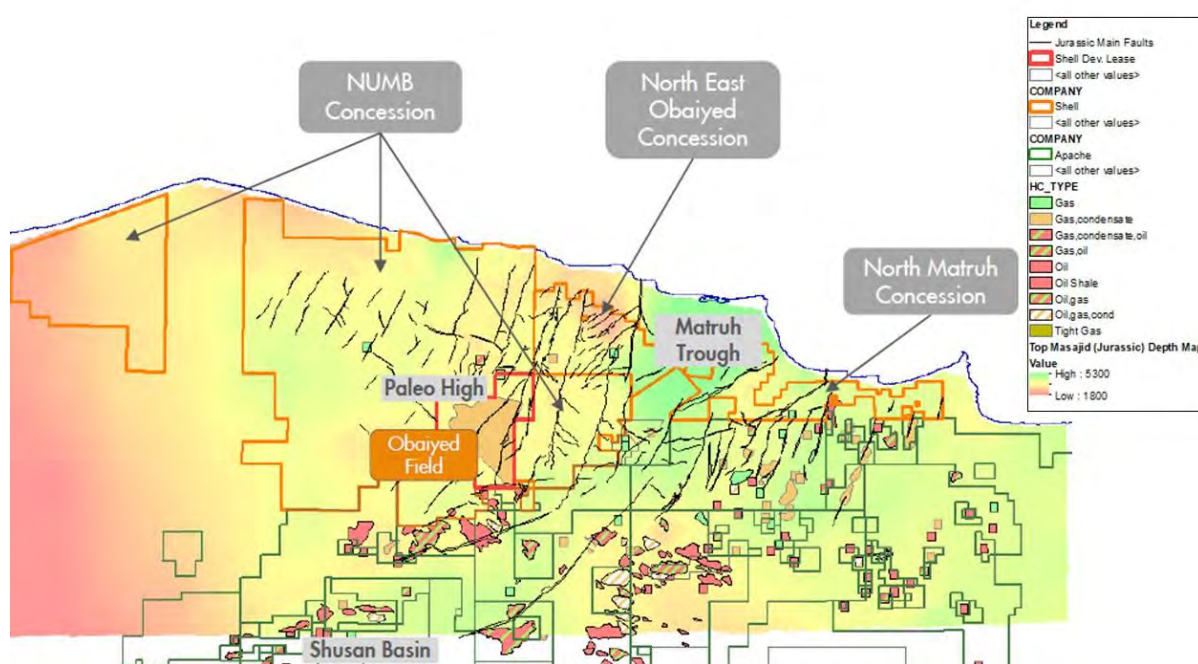 NUMB
Concession
North East
Obaiyed
Concession
North Matruh
Concession
Matruh
Trough
Paleo High
Obaiyed
Field
Shusan Basin
Legend
Jurassic Main Faults
Shell Dev. Lease
<all other values>
COMPANY
Shell
<all other values>
COMPANY
Apache
<all other values>
HC_TYPE
Gas
Gas,condensate
Gas,condensate,oil
Gas,oil
Oil
Oil Shale
Oil,gas
Oil,gas,cond
Tight Gas
Top Masajid (Jurassic) Depth Map
Value
High : 5300
Low : 1800